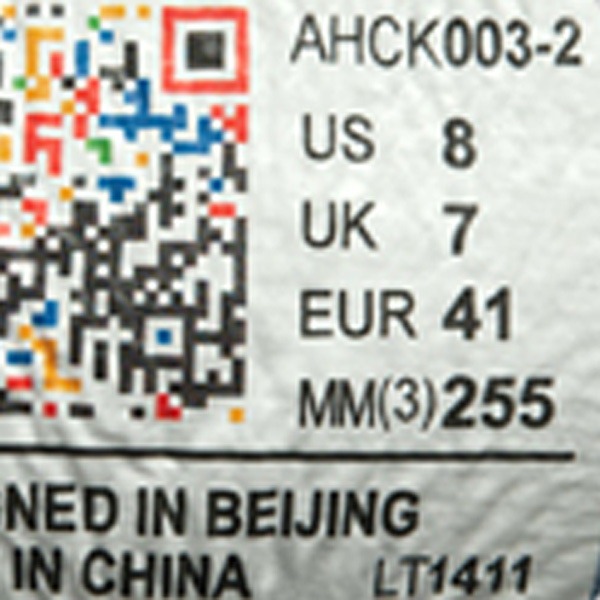 AHCK003-2
US 8
UK 7
EUR 41
MM(3)255
NED IN BEIJING
IN CHINA LT1411